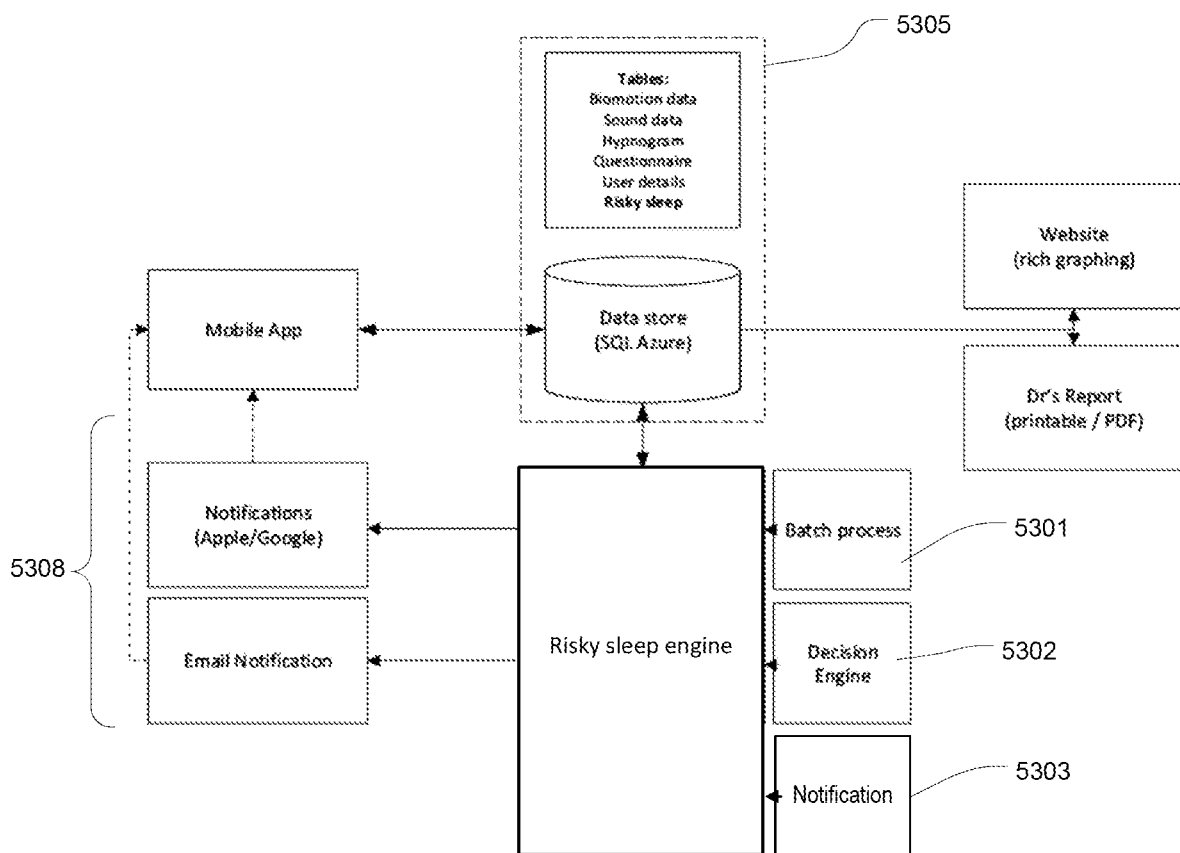 5305
Tables:
Biomotion data
Sound data
Hypnogram
Questionnaire
User details
Risky sleep
Website
(rich graphing)
Mobile App
Data store
(SQL Azure)
Dr's Report
(printable / PDF)
Notifications
(Apple/Google)
Batch process
5301
5308
Risky sleep engine
Email Notification
Decision
Engine
5302
Notification
5303